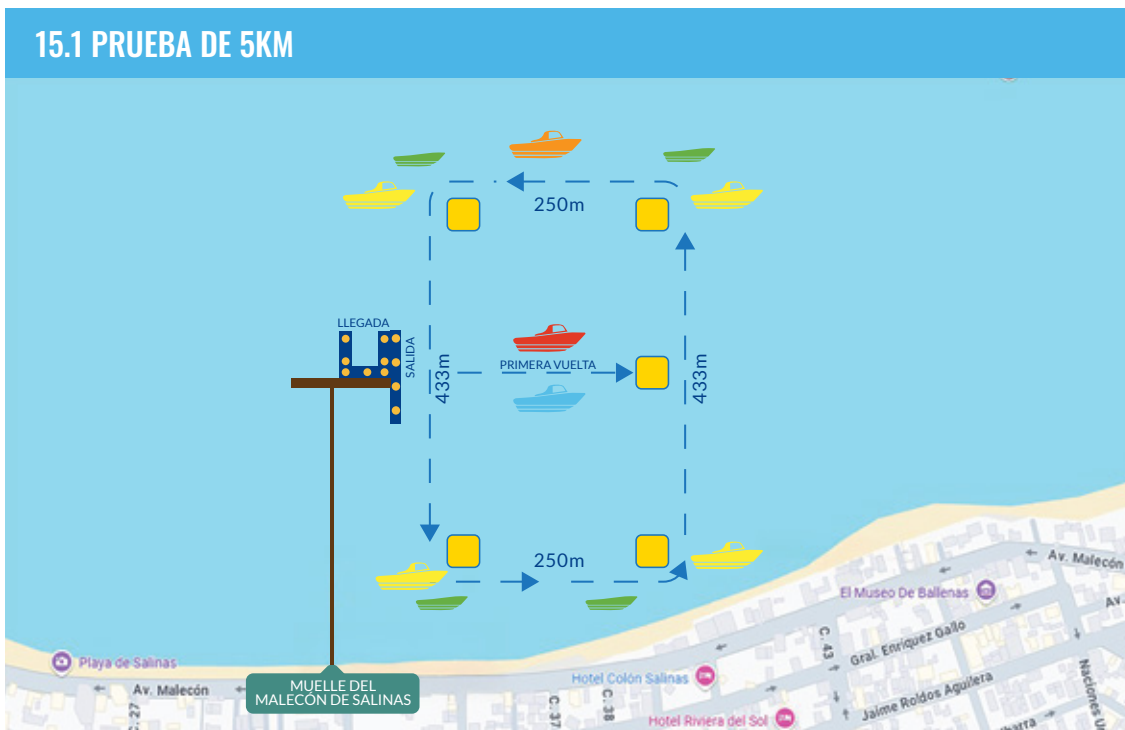 15.1 PRUEBA DE 5KM
250m
LLEGADA
SALIDA
PRIMERA VUELTA
433m
433m
250m
Av. Malecón
El Museo De Ballenas
Av.
C. 43
Gral. Enríquez Gallo
Playa de Salinas
Hotel Colón Salinas
Av. Malecón
MUELLE DEL
MALECÓN DE SALINAS
C. 27
C. 37
C. 38
Jaime Roldos Aguilera
Hotel Riviera del Sol